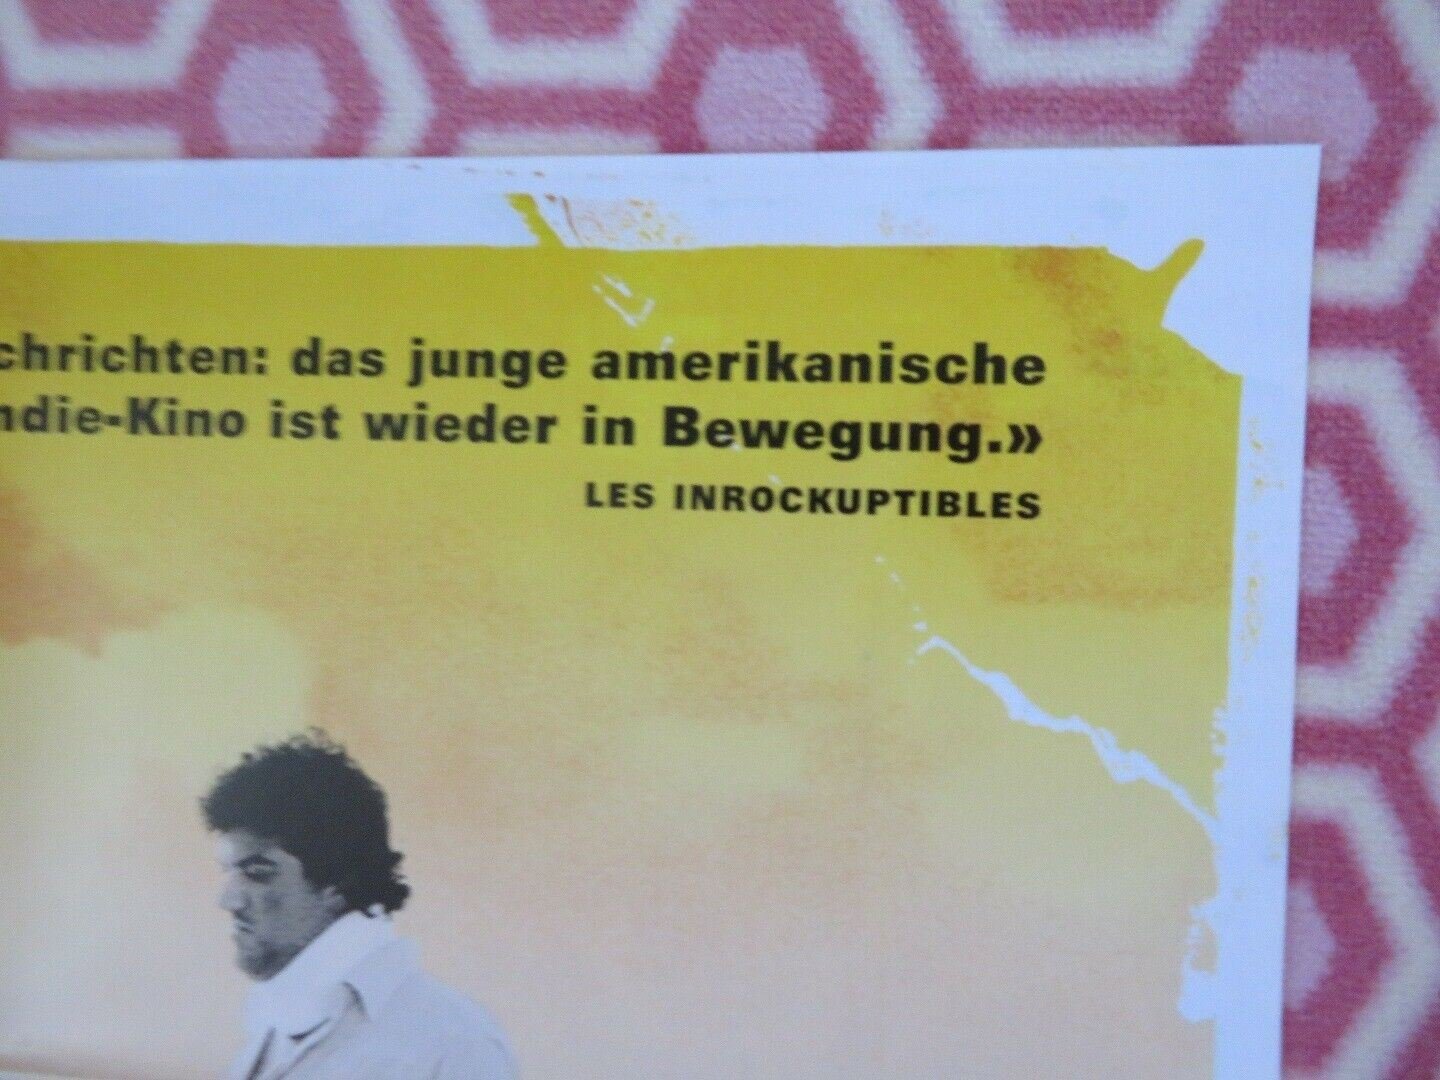 chrichten: das junge amerikanische
ndie-Kino ist wieder in Bewegung.»
LES INROCKUPTIBLES